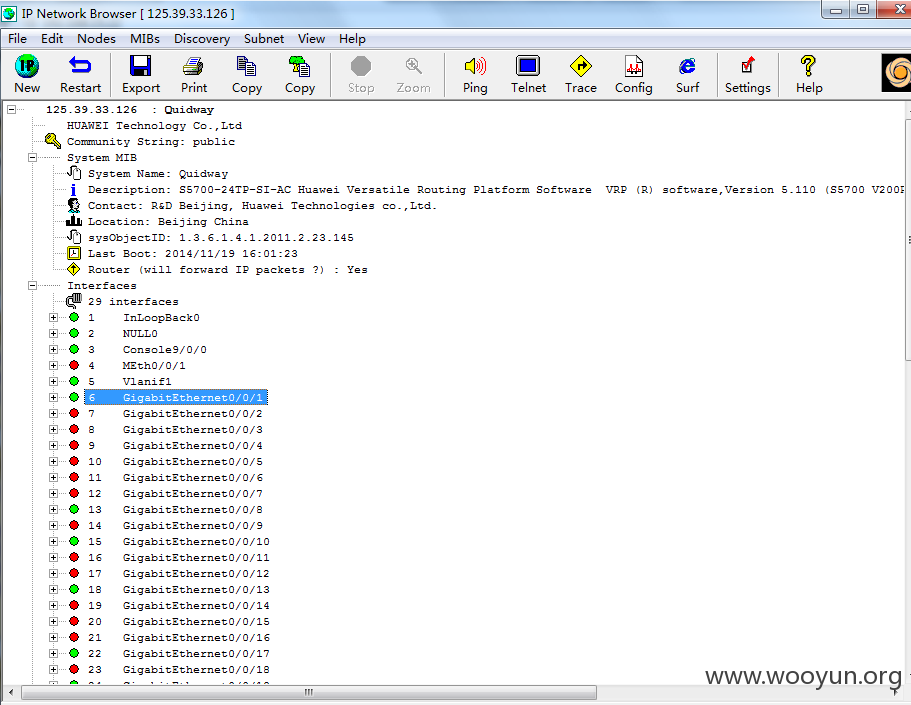 IP Network Browser [ 125.39.33.126 ]
File Edit Nodes MIBs Discovery Subnet View Help
New Restart Export Print Copy Copy Stop Zoom Ping Telnet Trace Config Surf Settings Help
125.39.33.126 : Quidway
HUAWEI Technology Co.,Ltd
Community String: public
System MIB
System Name: Quidway
Description: S5700-24TP-SI-AC Huawei Versatile Routing Platform Software VRP (R) software,Version 5.110 (S5700
Contact: R&D Beijing, Huawei Technologies co.,Ltd.
Location: Beijing China
sysObjectID: 1.3.6.1.4.1.2011.2.23.145
Last Boot: 2014/11/19 16:01:23
Router (will forward IP packets ?) : Yes
Interfaces
29 interfaces
1 InLoopBack0
2 NULL0
3 Console9/0/0
4 MEth0/0/1
5 Vlanif1
6 GigabitEthernet0/0/1
7 GigabitEthernet0/0/2
8 GigabitEthernet0/0/3
9 GigabitEthernet0/0/4
10 GigabitEthernet0/0/5
11 GigabitEthernet0/0/6
12 GigabitEthernet0/0/7
13 GigabitEthernet0/0/8
14 GigabitEthernet0/0/9
15 GigabitEthernet0/0/10
16 GigabitEthernet0/0/11
17 GigabitEthernet0/0/12
18 GigabitEthernet0/0/13
19 GigabitEthernet0/0/14
20 GigabitEthernet0/0/15
21 GigabitEthernet0/0/16
22 GigabitEthernet0/0/17
23 GigabitEthernet0/0/18
www.wooyun.org